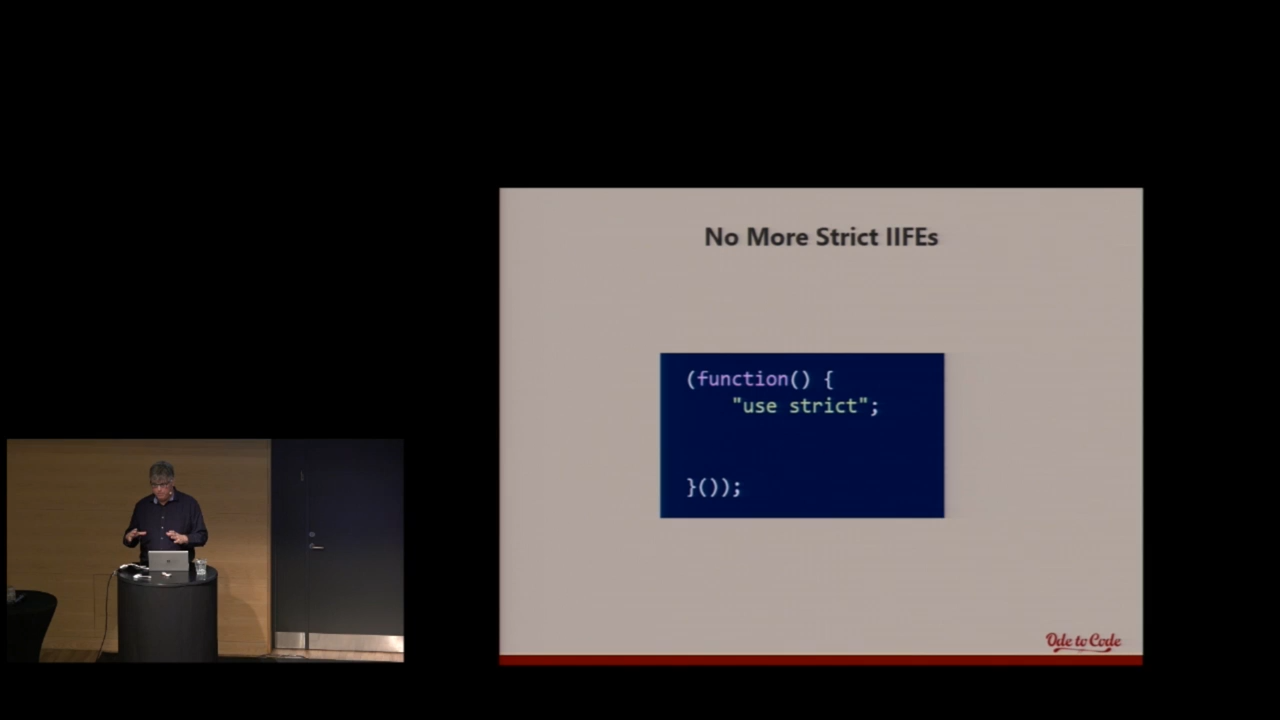 No More Strict IIFEs
(function() {
    "use strict";
}());
Ode to Code